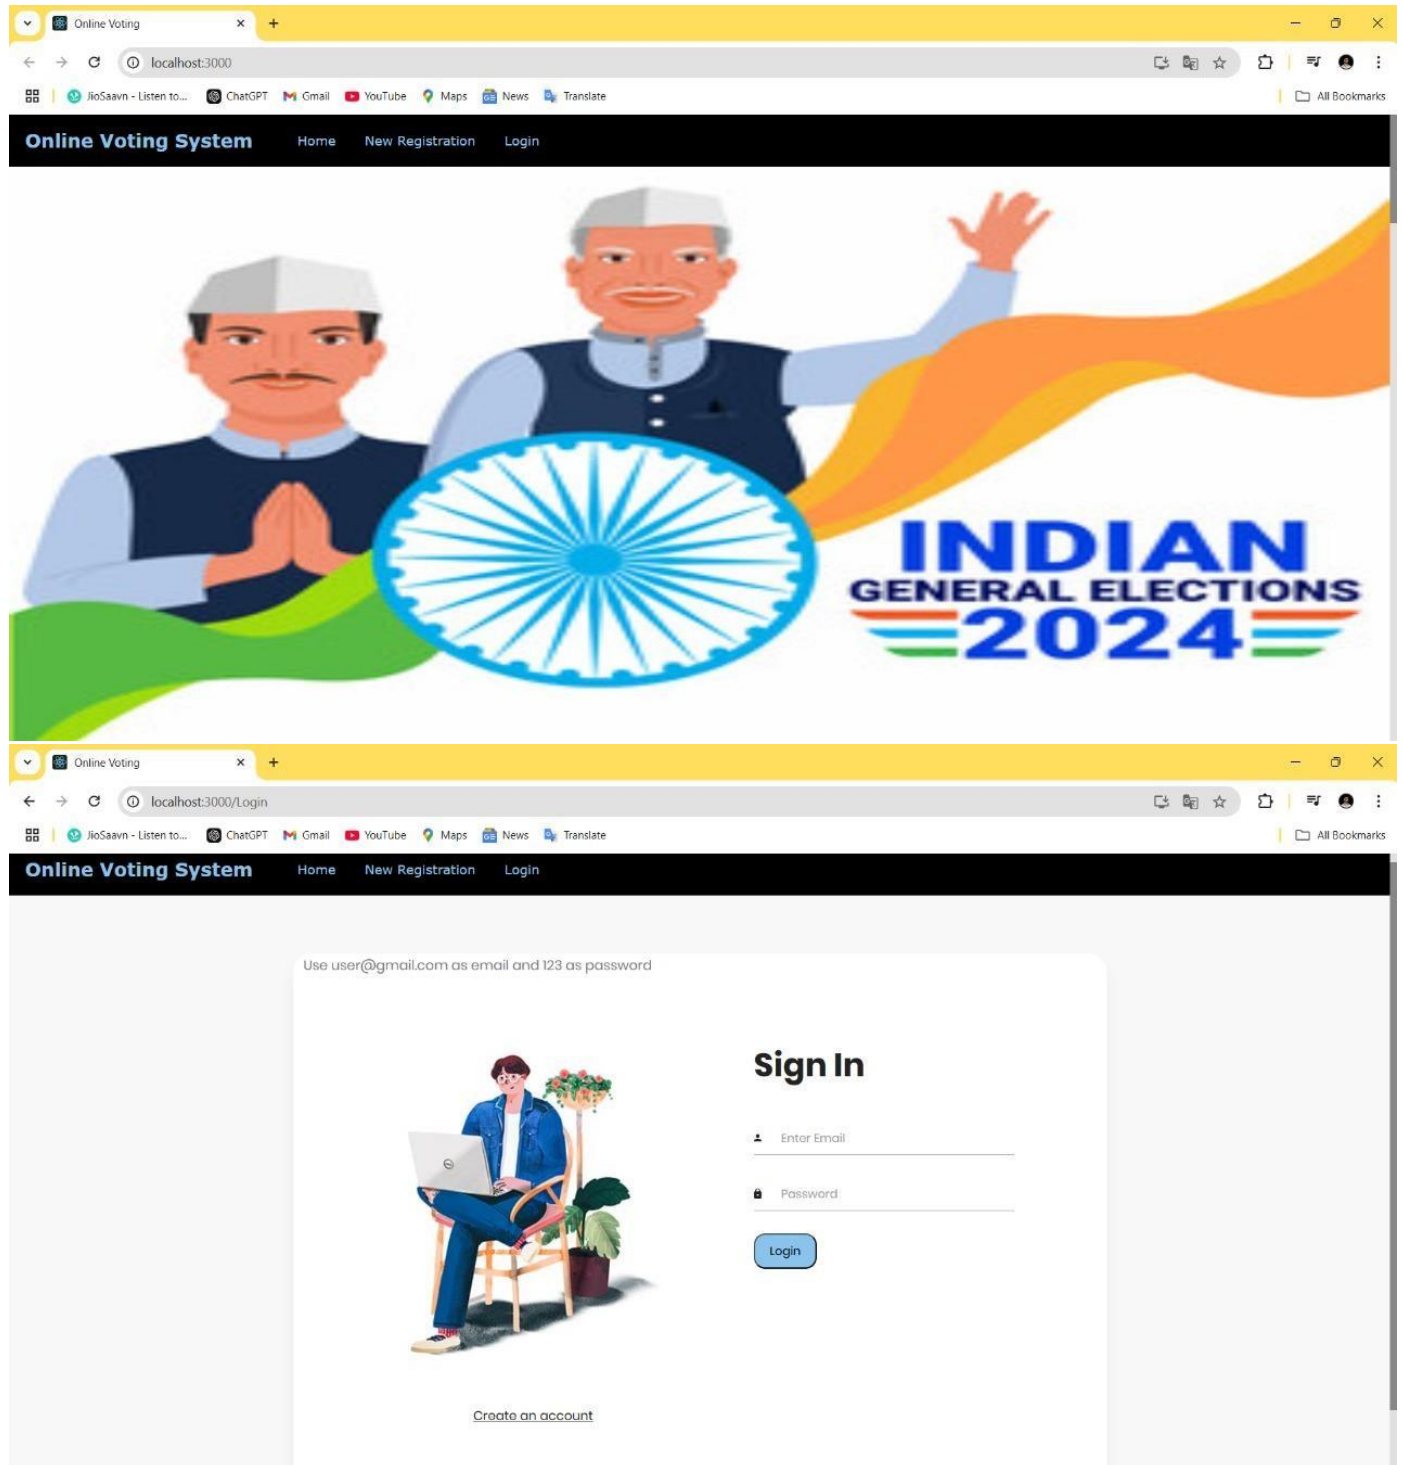 Online Voting
localhost:3000
JioSaavn - Listen to... ChatGPT Gmail YouTube Maps News Translate All Bookmarks
Online Voting System Home New Registration Login
INDIAN
GENERAL ELECTIONS
2024
Online Voting
localhost:3000/Login
JioSaavn - Listen to... ChatGPT Gmail YouTube Maps News Translate All Bookmarks
Online Voting System Home New Registration Login
Use user@gmail.com as email and 123 as password
Sign In
Enter Email
Password
Login
Create an account